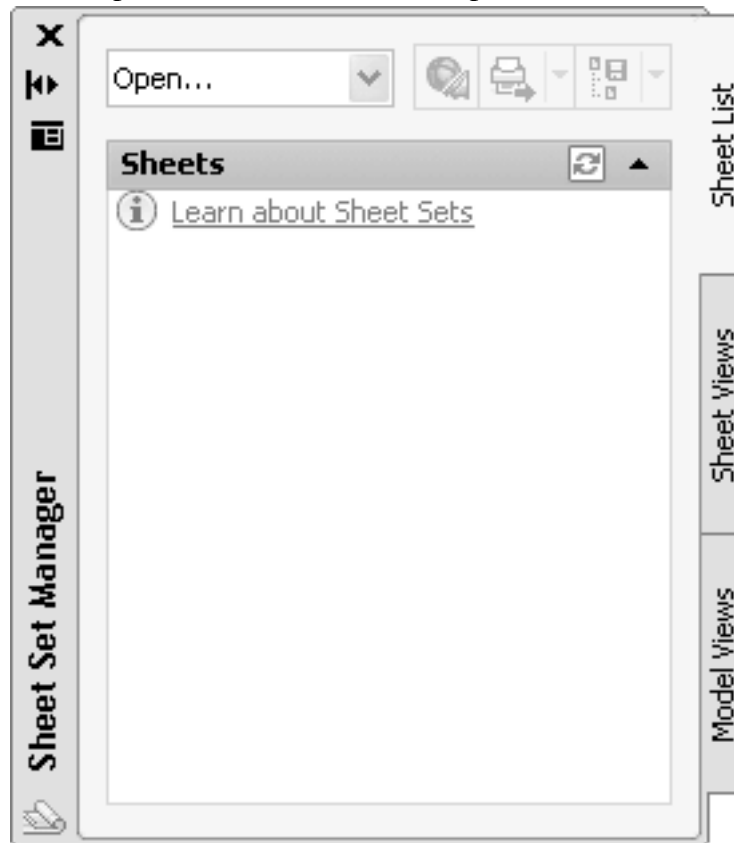 Open...
Sheets
Learn about Sheet Sets
Sheet List
Sheet Views
Model Views
Sheet Set Manager